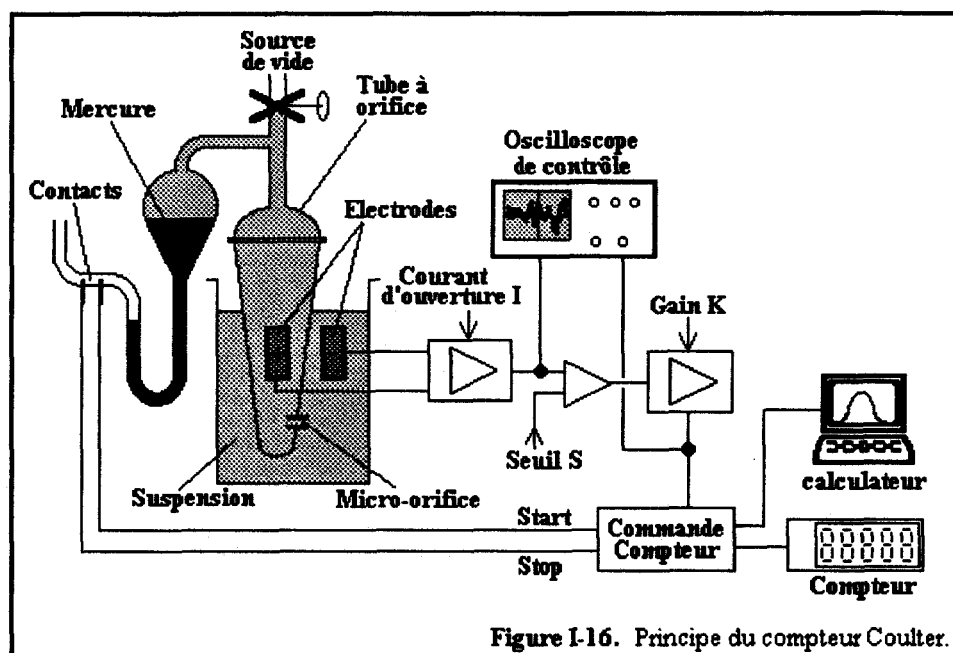 Source
de vide
Tube à
orifice
Mercure
Oscilloscope
de contrôle
Contacts
Electrodes
Courant
d'ouverture I
Gain K
Seuil S
calculateur
Suspension
Micro-orifice
Start
Commande
Compteur
Stop
00000
Compteur
Figure I-16. Principe du compteur Coulter.